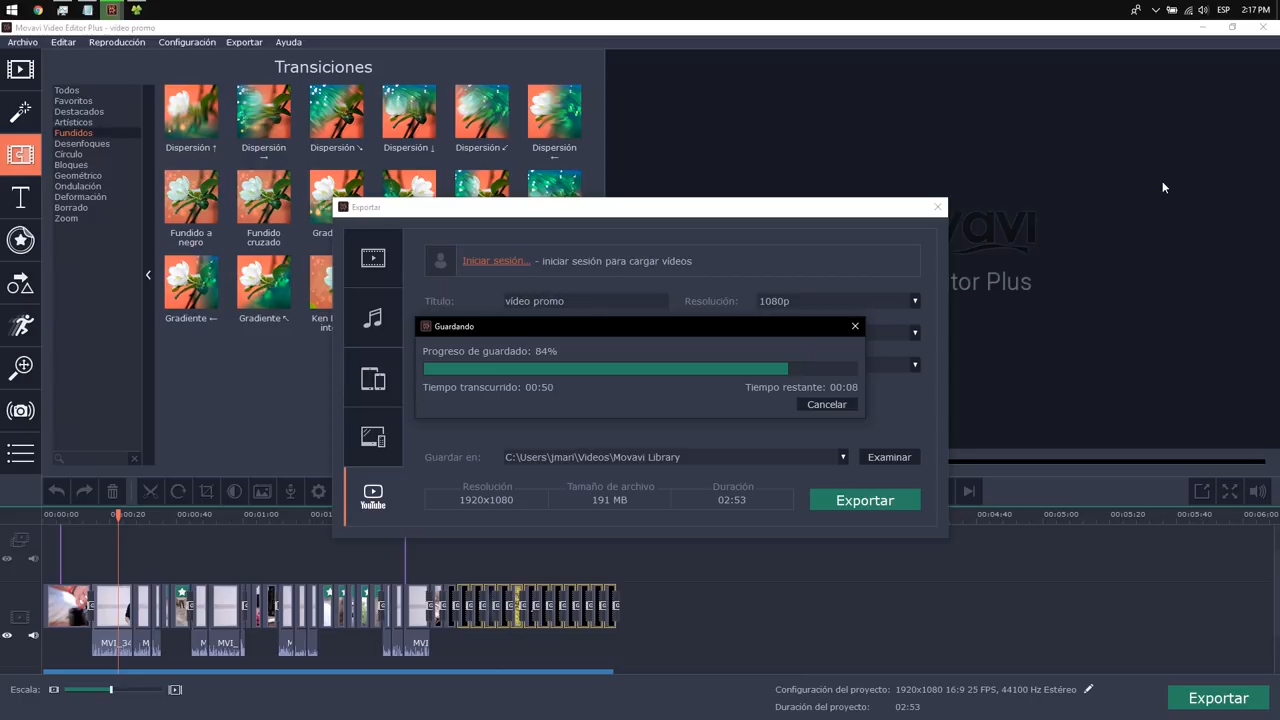 ESP
2:17 PM
Movavi Video Editor Plus - vídeo promo
Archivo Editar Reproducción Configuración Exportar Ayuda
Transiciones
Todos
Favoritos
Destacados
Artísticos
Fundidos
Desenfoques
Círculo
Bloques
Geométrico
Ondulación
Deformación
Borrado
Zoom
Dispersión ↑
Dispersión →
Dispersión ↘
Dispersión ↓
Dispersión ↙
Dispersión ←
Fundido a negro
Fundido cruzado
Gradiente ←
Gradiente ↖
Ken
Exportar
Iniciar sesión... - iniciar sesión para cargar vídeos
Título: vídeo promo
Resolución: 1080p
Guardando
Progreso de guardado: 84%
Tiempo transcurrido: 00:50
Tiempo restante: 00:08
Cancelar
Guardar en: C:\Users\jmari\Videos\Movavi Library
Examinar
Resolución
1920x1080
Tamaño de archivo
191 MB
Duración
02:53
Exportar
YouTube
tor Plus
00:00:00 00:00:20 00:00:40 00:01:00 00:04:40 00:05:00 00:05:20 00:05:40 00:06:00
MVI_34 M M MVI_ M MVI
Escala:
Configuración del proyecto: 1920x1080 16:9 25 FPS, 44100 Hz Estéreo
Duración del proyecto: 02:53
Exportar